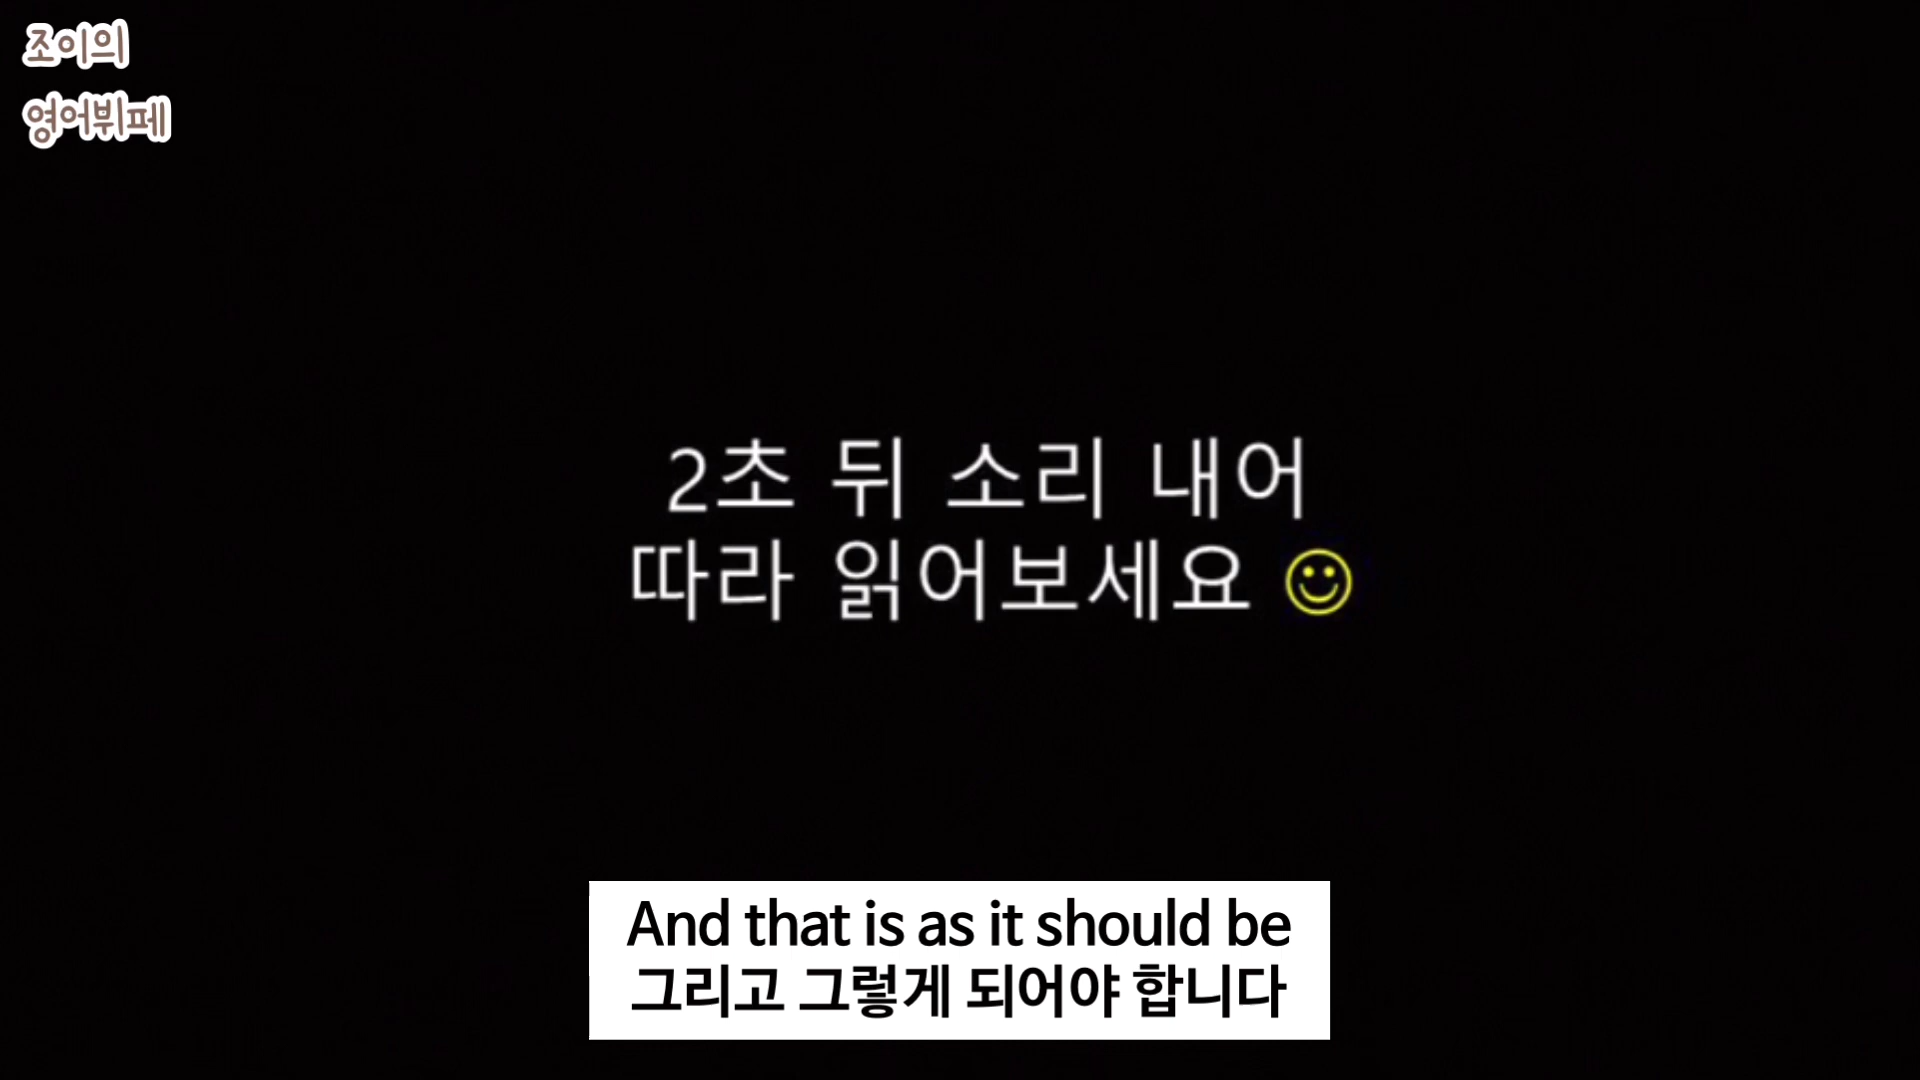 조이의
영어뷔페
2초 뒤 소리 내어
따라 읽어보세요 ☺
And that is as it should be
그리고 그렇게 되어야 합니다